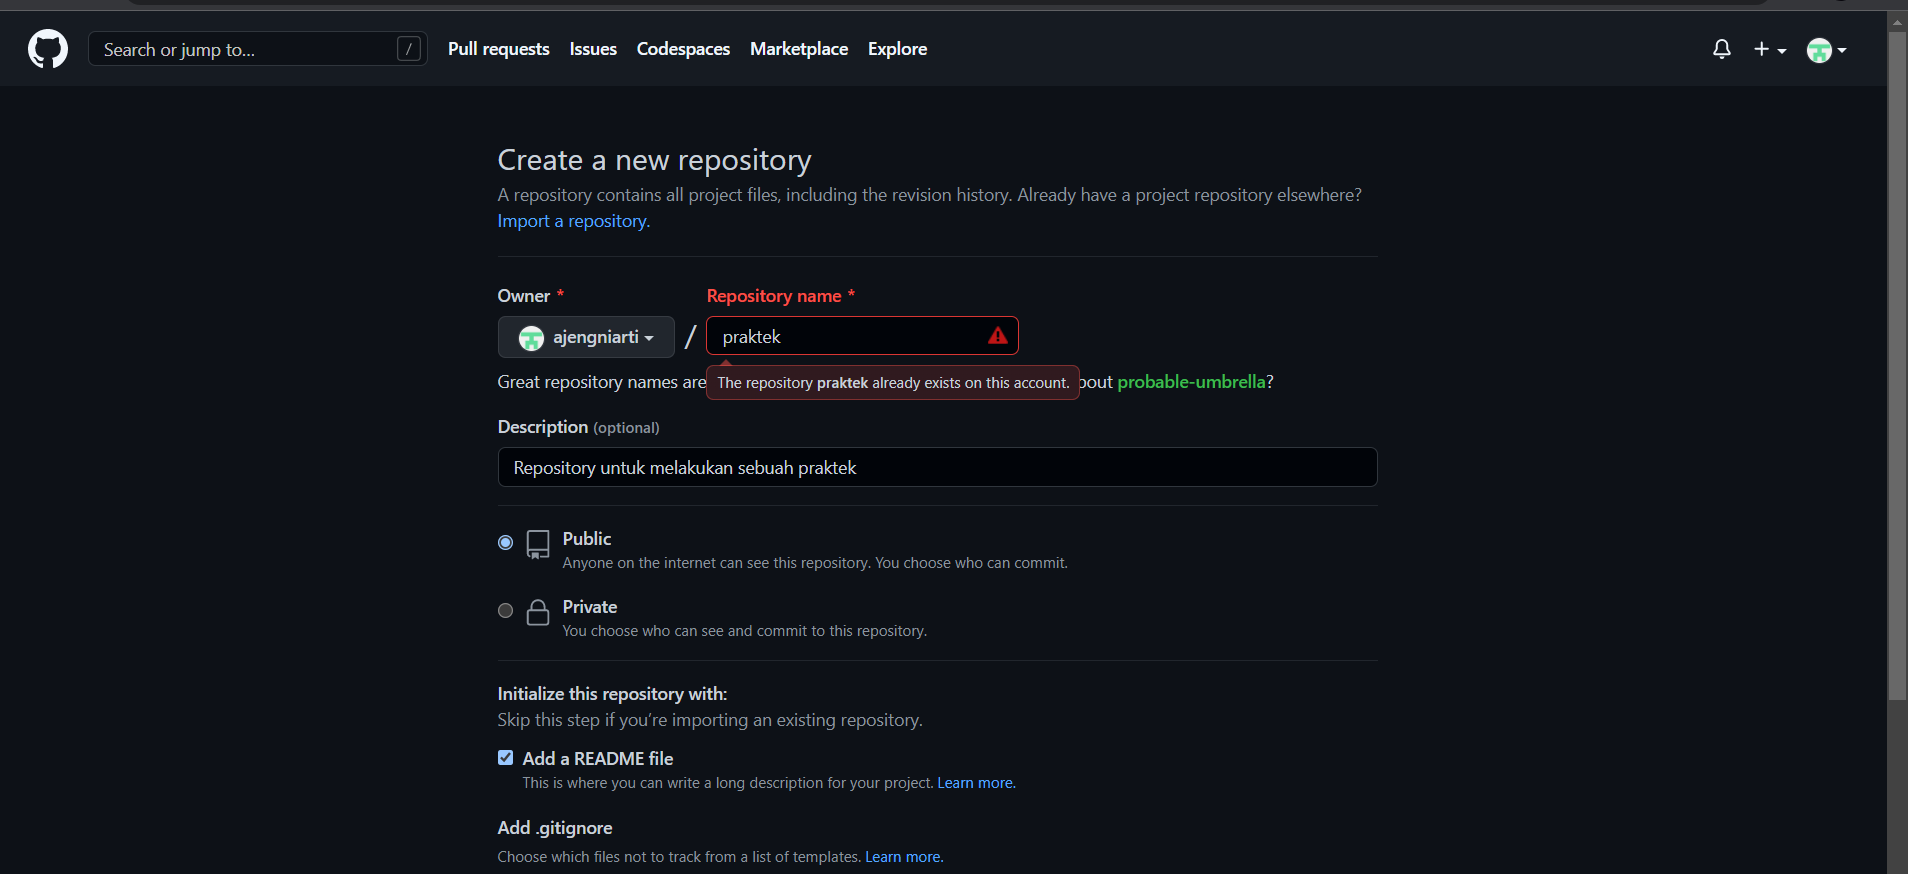 Search or jump to... / Pull requests Issues Codespaces Marketplace Explore
Create a new repository
A repository contains all project files, including the revision history. Already have a project repository elsewhere?
Import a repository.
Owner * Repository name *
ajengniarti / praktek
Great repository names are bout probable-umbrella?
The repository praktek already exists on this account.
Description (optional)
Repository untuk melakukan sebuah praktek
Public
Anyone on the internet can see this repository. You choose who can commit.
Private
You choose who can see and commit to this repository.
Initialize this repository with:
Skip this step if you’re importing an existing repository.
Add a README file
This is where you can write a long description for your project. Learn more.
Add .gitignore
Choose which files not to track from a list of templates. Learn more.